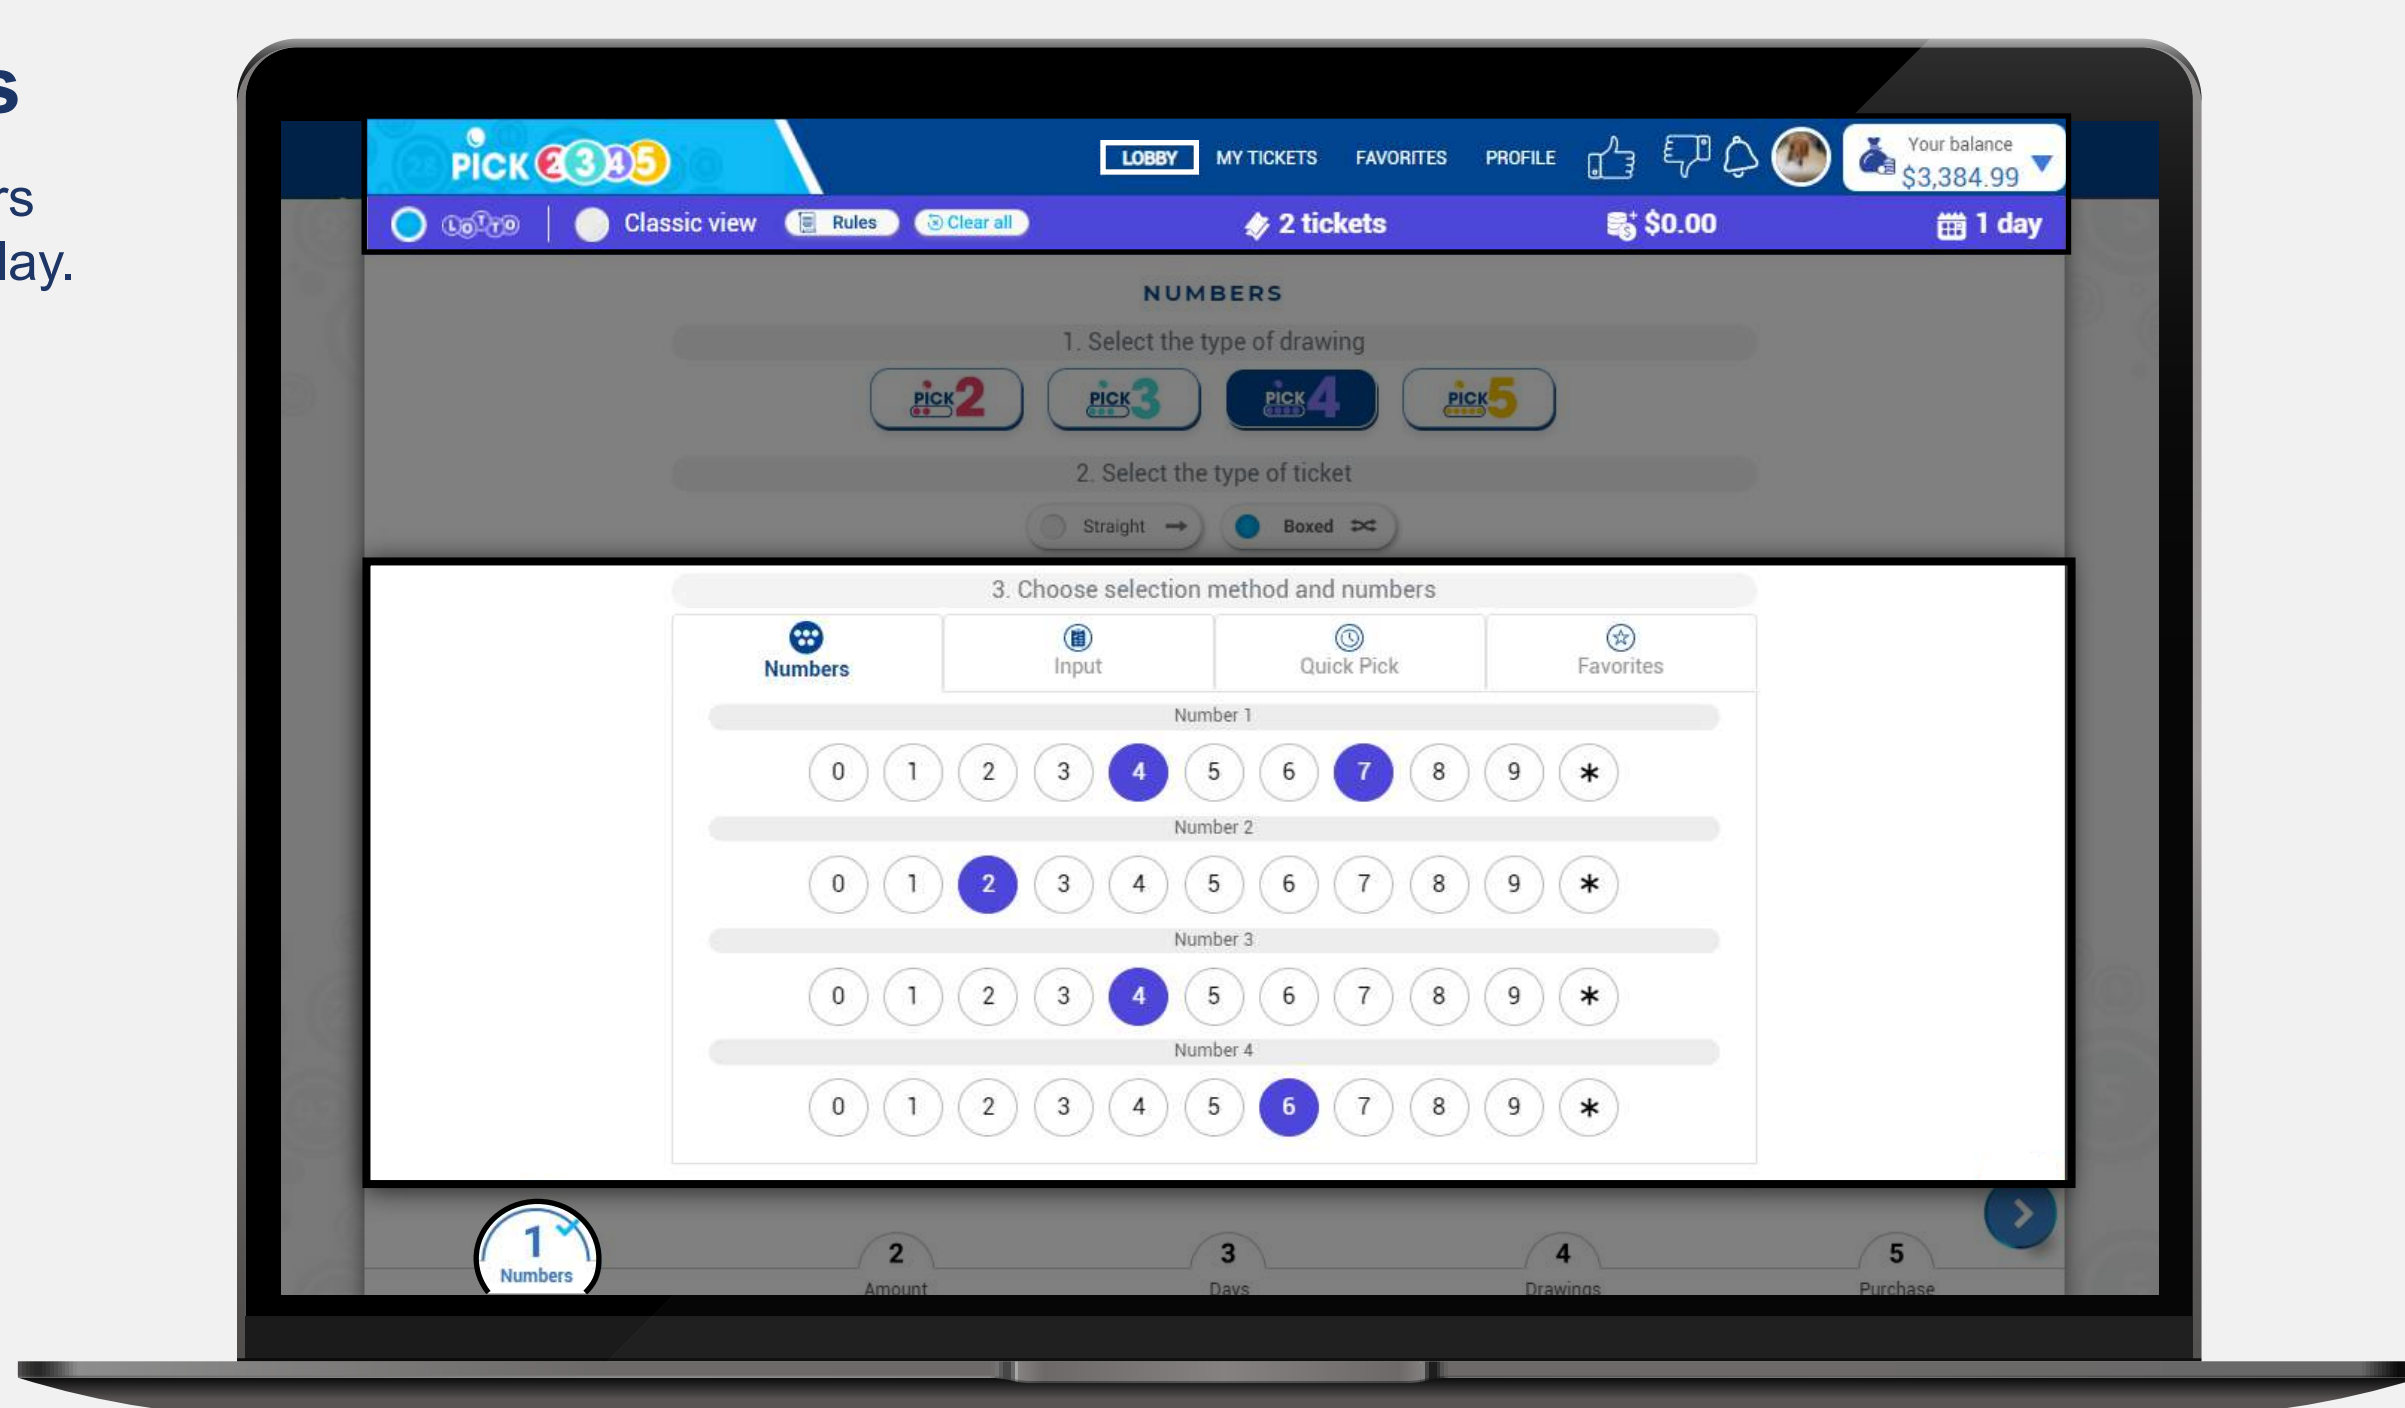 s
rs
lay.
PICK 2345
LOBBY MY TICKETS FAVORITES PROFILE
Your balance
$3,384.99
LOTTO Classic view Rules Clear all 2 tickets $0.00 1 day
NUMBERS
1. Select the type of drawing
PICK 2 PICK 3 PICK 4 PICK 5
2. Select the type of ticket
Straight Boxed
3. Choose selection method and numbers
Numbers Input Quick Pick Favorites
Number 1
0 1 2 3 4 5 6 7 8 9 *
Number 2
0 1 2 3 4 5 6 7 8 9 *
Number 3
0 1 2 3 4 5 6 7 8 9 *
Number 4
0 1 2 3 4 5 6 7 8 9 *
1 2 3 4 5
Numbers Amount Days Drawings Purchase